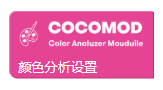 COCOMOD
Color Analyzer Mouduile
颜色分析设置